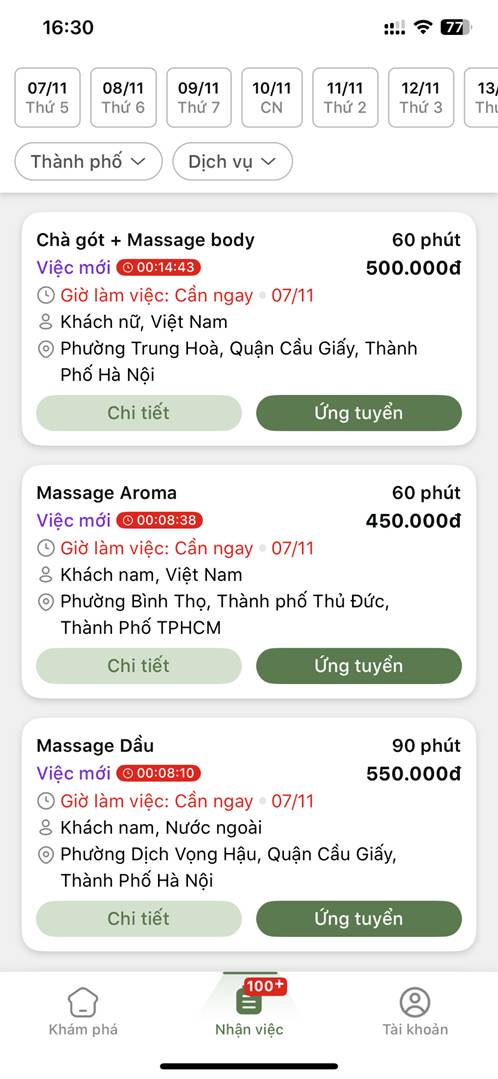 16:30
77
07/11 08/11 09/11 10/11 11/11 12/11 13/
Thứ 5 Thứ 6 Thứ 7 CN Thứ 2 Thứ 3 Thu
Thành phố Dịch vụ
Chà gót + Massage body 60 phút
Việc mới 00:14:43 500.000đ
Giờ làm việc: Cần ngay 07/11
Khách nữ, Việt Nam
Phường Trung Hoà, Quận Cầu Giấy, Thành
Phố Hà Nội
Chi tiết Ứng tuyển
Massage Aroma 60 phút
Việc mới 00:08:38 450.000đ
Giờ làm việc: Cần ngay 07/11
Khách nam, Việt Nam
Phường Bình Thọ, Thành phố Thủ Đức,
Thành Phố TPHCM
Chi tiết Ứng tuyển
Massage Dầu 90 phút
Việc mới 00:08:10 550.000đ
Giờ làm việc: Cần ngay 07/11
Khách nam, Nước ngoài
Phường Dịch Vọng Hậu, Quận Cầu Giấy,
Thành Phố Hà Nội
Chi tiết Ứng tuyển
100+
Khám phá Nhận việc Tài khoản